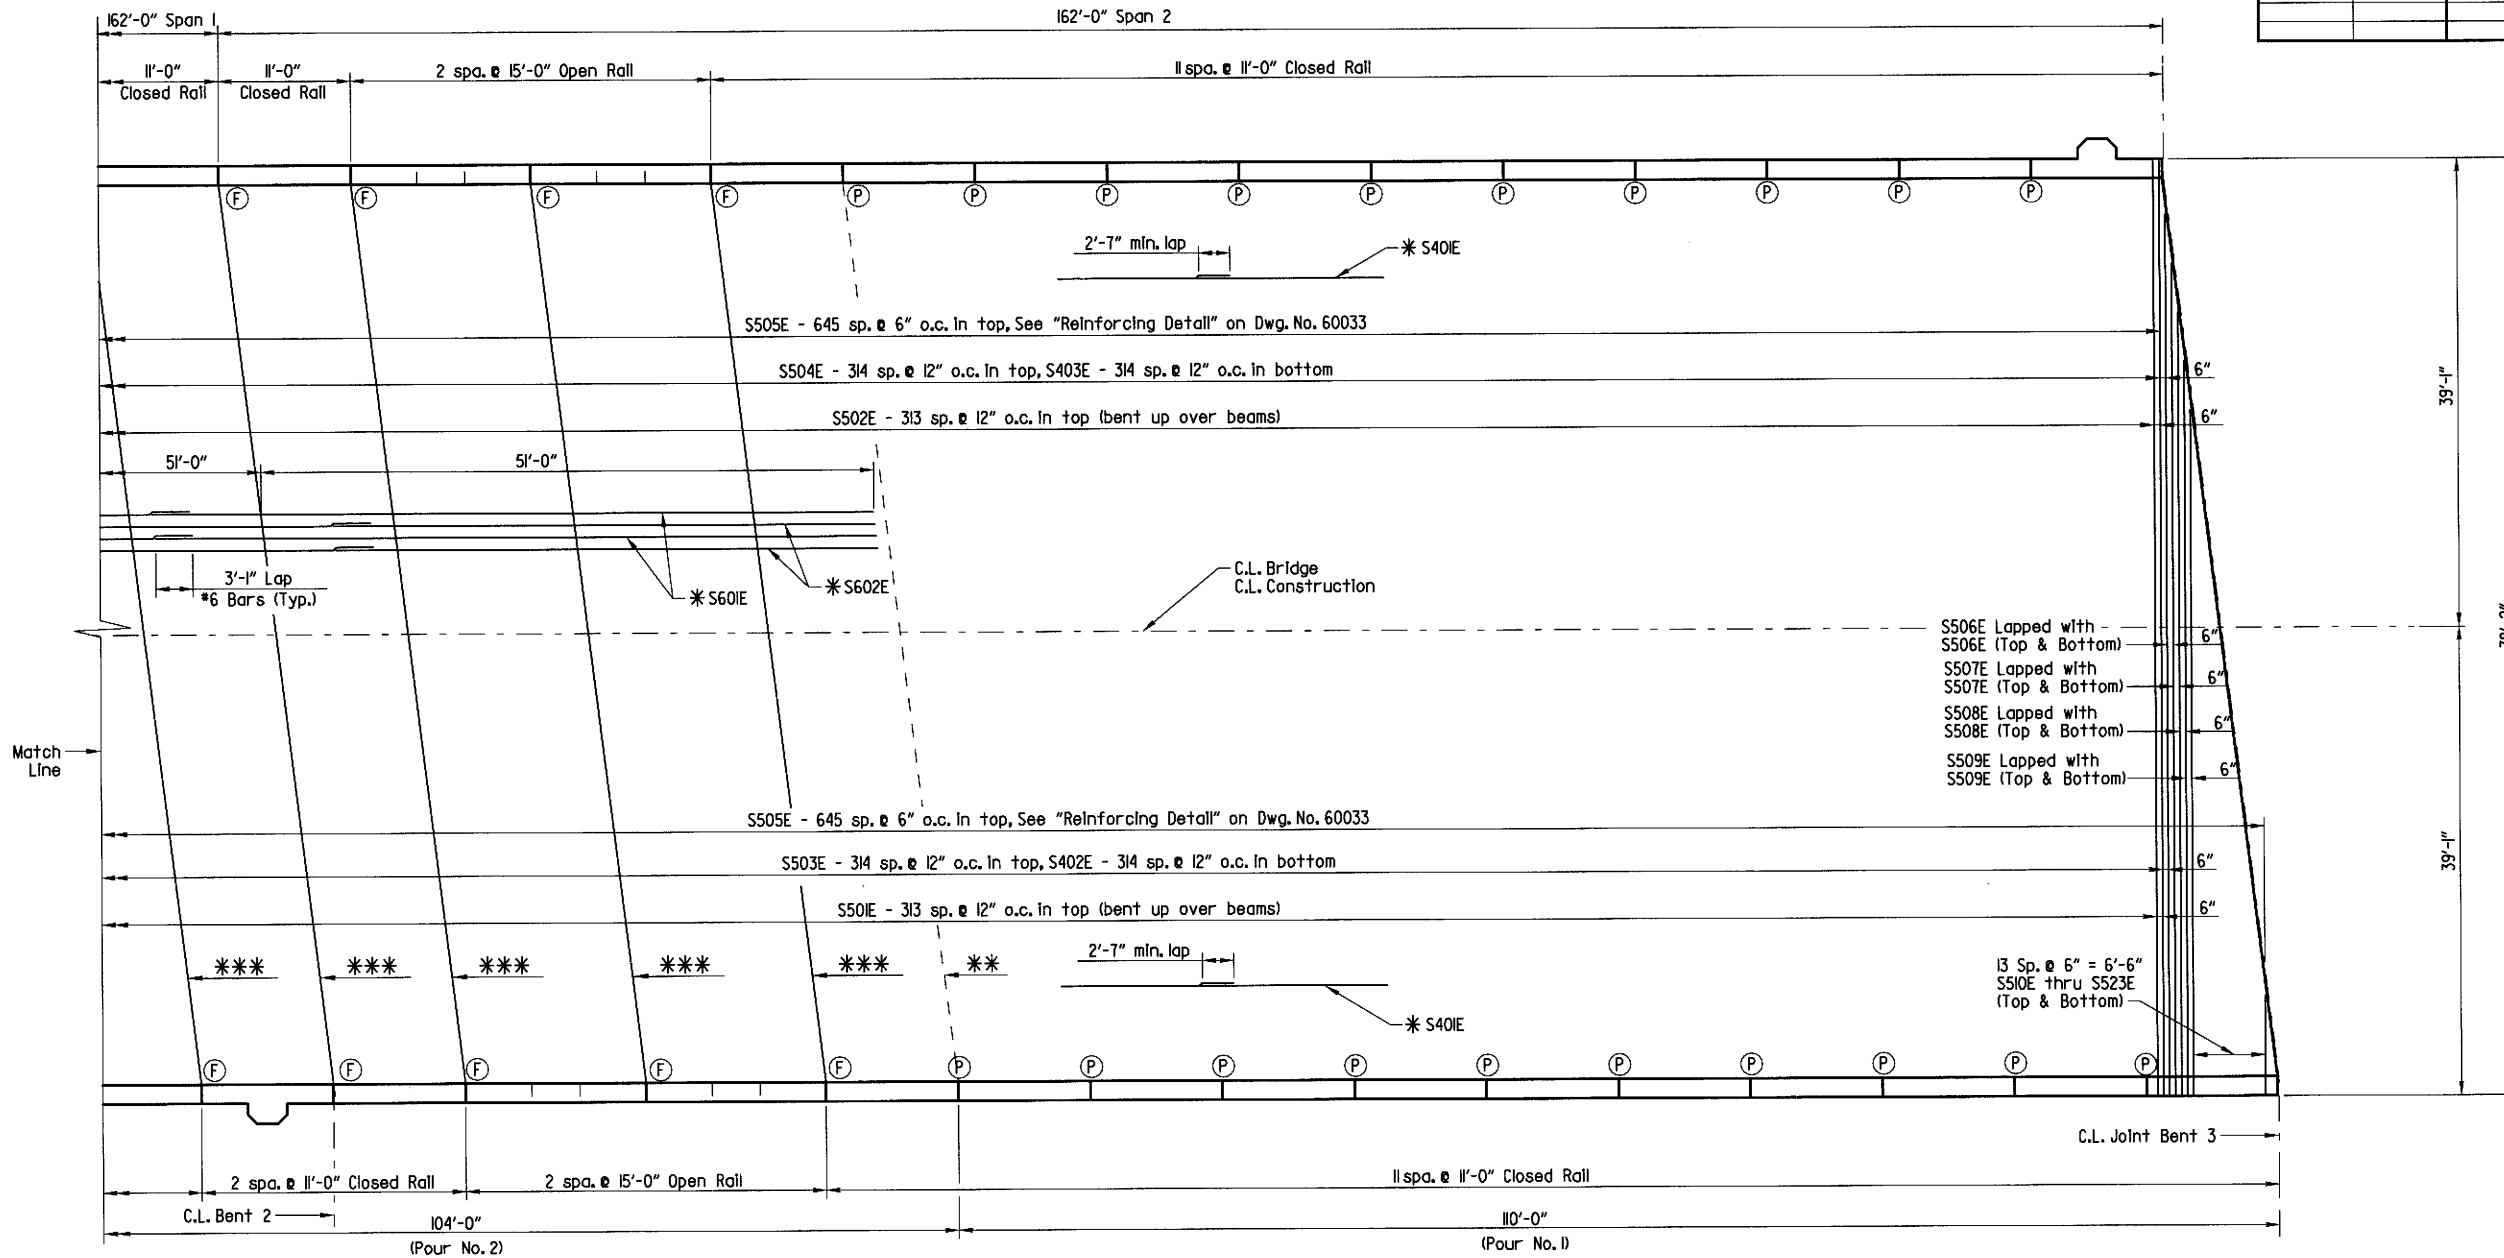 162'-0" Span 1
162'-0" Span 2
11'-0"
Closed Rail
11'-0"
Closed Rail
2 spa. @ 15'-0" Open Rail
11 spa. @ 11'-0" Closed Rail
F F F F P P P P P P P P P P
2'-7" min. lap
* S401E
S505E - 645 sp. @ 6" o.c. in top, See "Reinforcing Detail" on Dwg. No. 60033
S504E - 314 sp. @ 12" o.c. in top, S403E - 314 sp. @ 12" o.c. in bottom
6"
S502E - 313 sp. @ 12" o.c. in top (bent up over beams)
6"
39'-1"
51'-0"
51'-0"
3'-1" Lap
#6 Bars (Typ.)
* S601E
* S602E
C.L. Bridge
C.L. Construction
S506E Lapped with
S506E (Top & Bottom)
6"
S507E Lapped with
S507E (Top & Bottom)
6"
S508E Lapped with
S508E (Top & Bottom)
6"
S509E Lapped with
S509E (Top & Bottom)
6"
Match
Line
S505E - 645 sp. @ 6" o.c. in top, See "Reinforcing Detail" on Dwg. No. 60033
S503E - 314 sp. @ 12" o.c. in top, S402E - 314 sp. @ 12" o.c. in bottom
6"
39'-1"
S501E - 313 sp. @ 12" o.c. in top (bent up over beams)
6"
*** *** *** *** *** **
2'-7" min. lap
* S401E
13 Sp. @ 6" = 6'-6"
S510E thru S523E
(Top & Bottom)
F F F F F P P P P P P P P P P
C.L. Joint Bent 3
2 spa. @ 11'-0" Closed Rail
2 spa. @ 15'-0" Open Rail
11 spa. @ 11'-0" Closed Rail
C.L. Bent 2
104'-0"
(Pour No. 2)
110'-0"
(Pour No. 1)